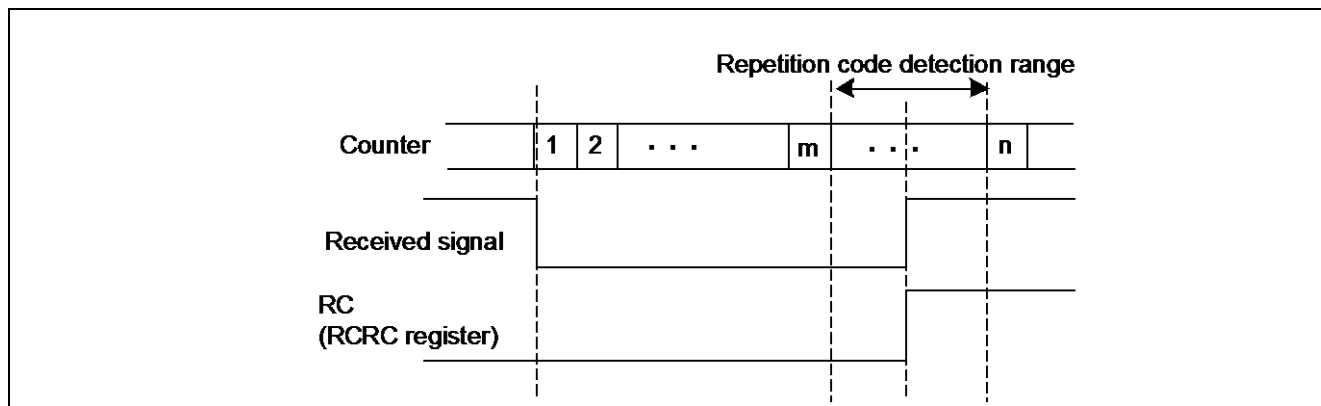 Repetition code detection range
Counter 1 2 ··· m ··· n
Received signal
RC
(RCRC register)